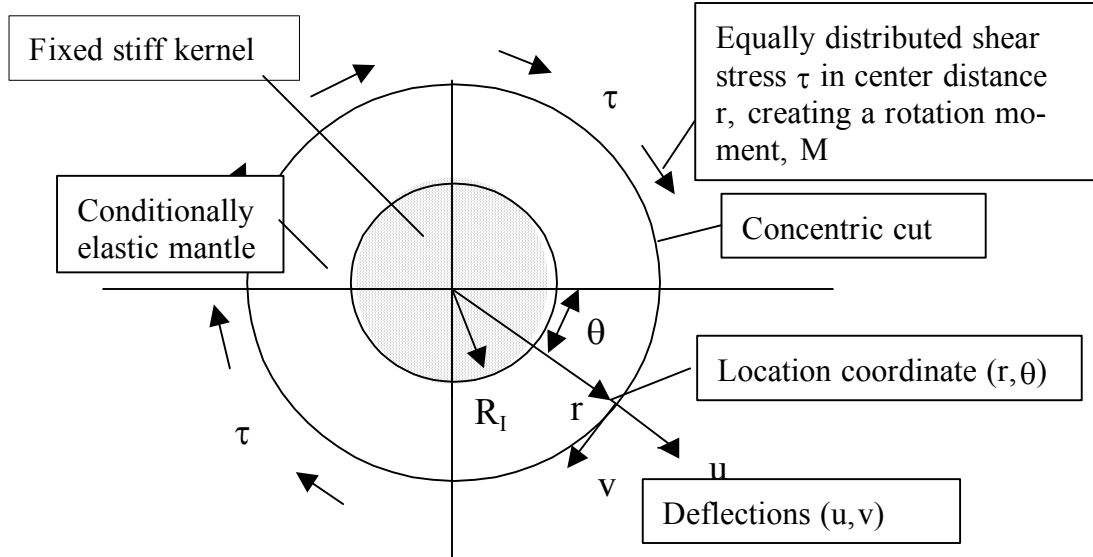 Fixed stiff kernel
Equally distributed shear
stress τ in center distance
r, creating a rotation mo-
ment, M
τ
Conditionally
elastic mantle
Concentric cut
θ
Location coordinate (r,θ)
r
R_I
τ
u
v
Deflections (u,v)